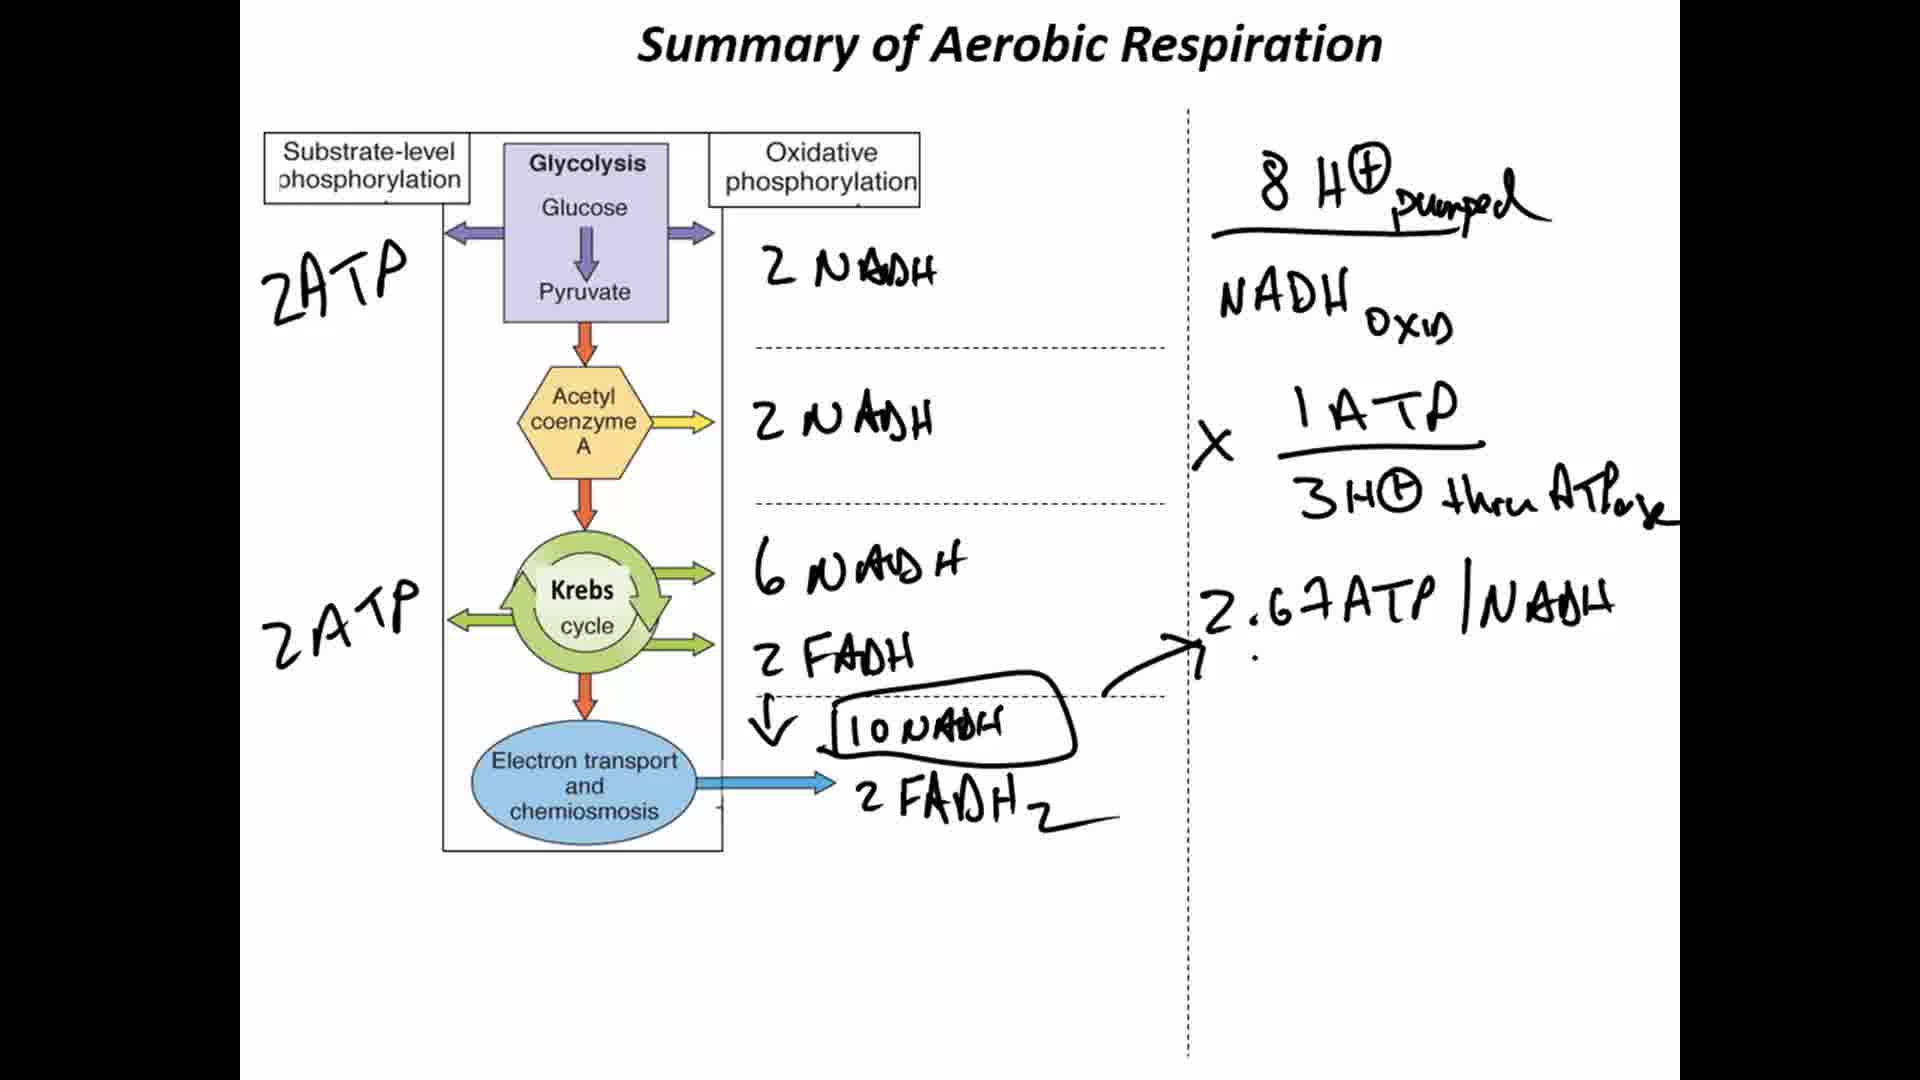 Summary of Aerobic Respiration
Substrate-level
phosphorylation
Glycolysis
Glucose
Pyruvate
Oxidative
phosphorylation
2ATP
2 NADH
Acetyl
coenzyme
A
2 NADH
Krebs
cycle
2ATP
6 NADH
2 FADH
10 NADH
Electron transport
and
chemiosmosis
2 FADH2
8 H+ pumped
NADH OXID
X 1 ATP
3H+ thru ATPase
2.67 ATP | NADH